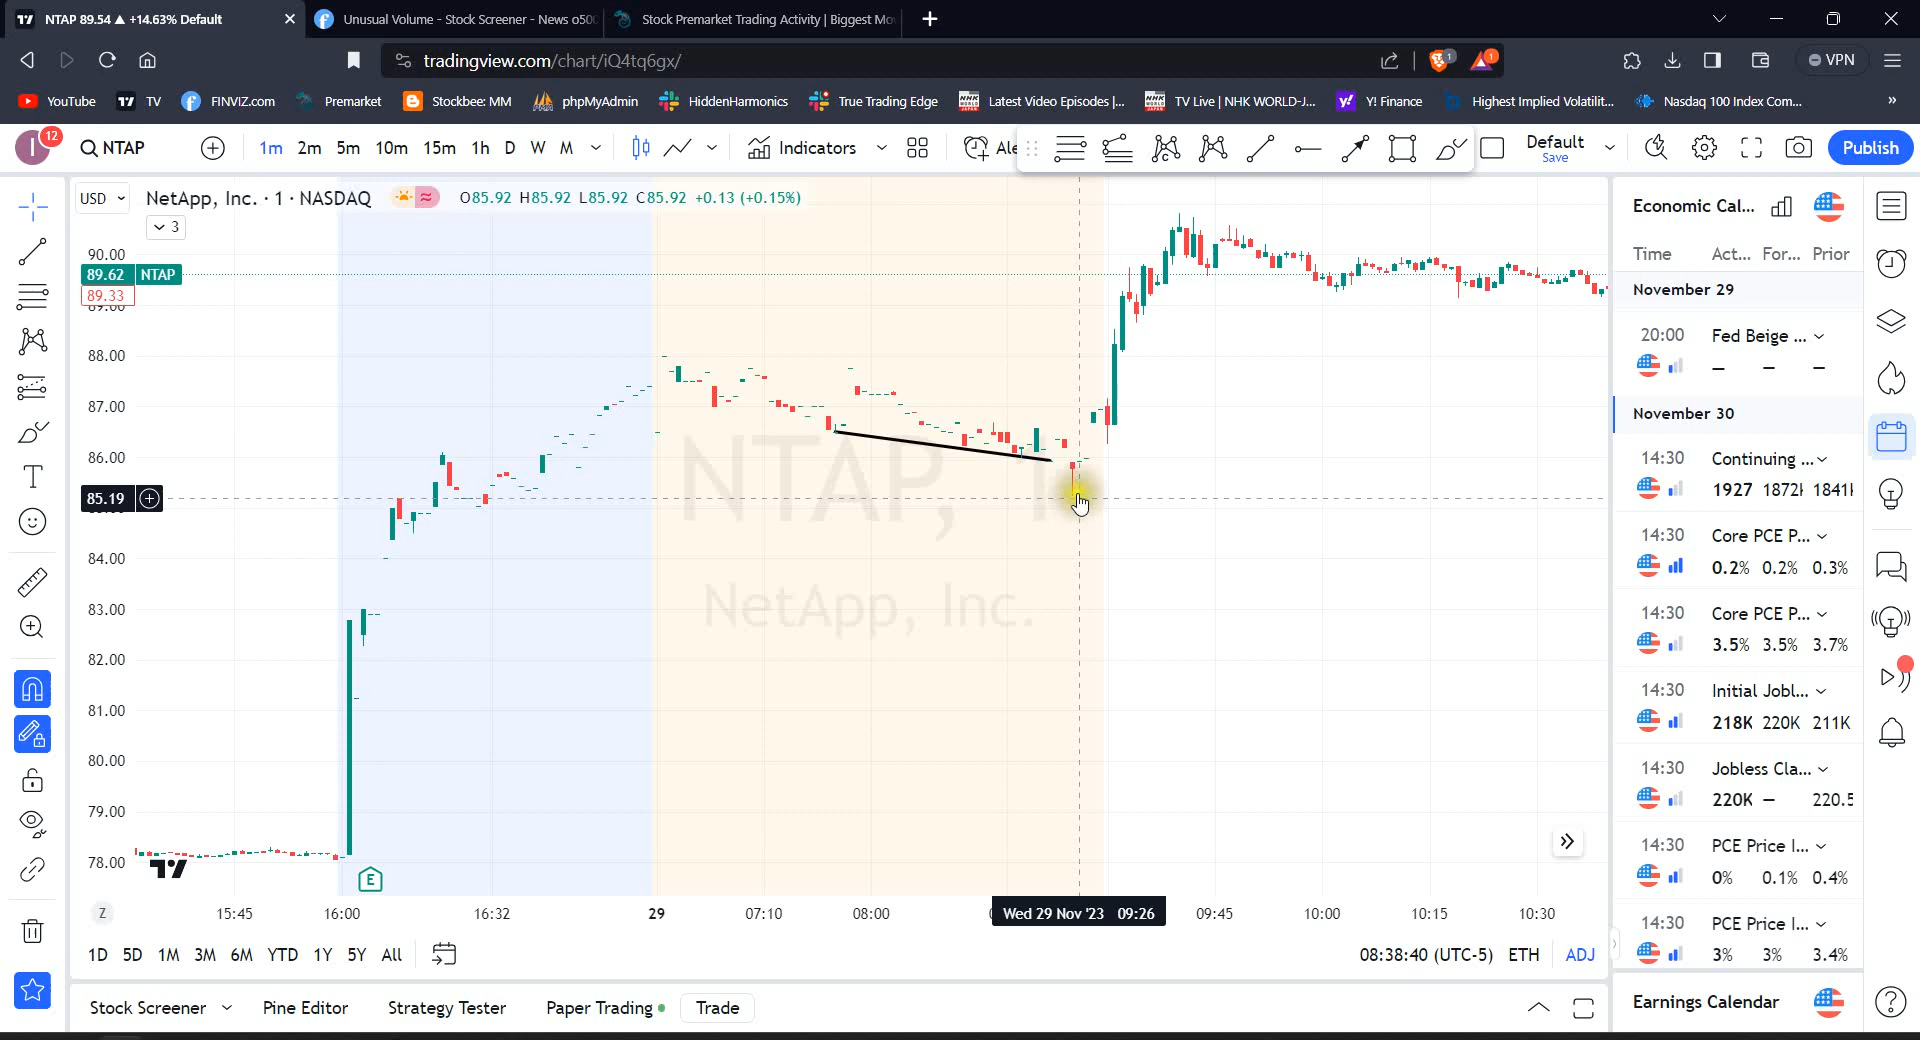 NTAP 89.54 ▲ +14.63% Default
Unusual Volume - Stock Screener - News
Stock Premarket Trading Activity | Biggest
tradingview.com/chart/iQ4tq6gx/
1
1
VPN
YouTube TV FINVIZ.com Premarket Stockbee: MM phpMyAdmin HiddenHarmonics True Trading Edge Latest Video Episodes |... TV Live | NHK WORLD-J... Y! Finance Highest Implied Volatilit... Nasdaq 100 Index Com...
I 12 NTAP 1m 2m 5m 10m 15m 1h D W M Indicators Ale Default Save Publish
USD NetApp, Inc. · 1 · NASDAQ O85.92 H85.92 L85.92 C85.92 +0.13 (+0.15%)
3
90.00
89.62 NTAP
89.33
89.00
88.00
87.00
86.00
85.19
84.00
83.00
82.00
81.00
80.00
79.00
78.00
NTAP, 1
NetApp, Inc.
E
Z 15:45 16:00 16:32 29 07:10 08:00 Wed 29 Nov '23 09:26 09:45 10:00 10:15 10:30
1D 5D 1M 3M 6M YTD 1Y 5Y All 08:38:40 (UTC-5) ETH ADJ
Stock Screener Pine Editor Strategy Tester Paper Trading Trade
Economic Cal...
Time Act... For... Prior
November 29
20:00 Fed Beige ...
— — —
November 30
14:30 Continuing ...
1927 1872 1841
14:30 Core PCE P...
0.2% 0.2% 0.3%
14:30 Core PCE P...
3.5% 3.5% 3.7%
14:30 Initial Jobl...
218K 220K 211K
14:30 Jobless Cla...
220K — 220.5
14:30 PCE Price I...
0% 0.1% 0.4%
14:30 PCE Price I...
3% 3% 3.4%
Earnings Calendar